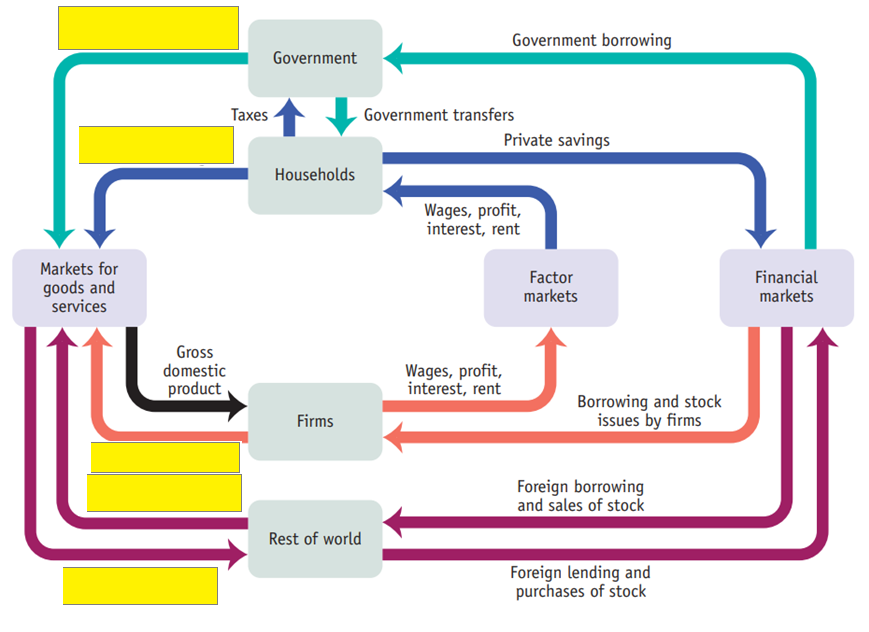 Government
Government borrowing
Taxes
Government transfers
Private savings
Households
Wages, profit,
interest, rent
Markets for
goods and
services
Factor
markets
Financial
markets
Gross
domestic
product
Wages, profit,
interest, rent
Firms
Borrowing and stock
issues by firms
Foreign borrowing
and sales of stock
Rest of world
Foreign lending and
purchases of stock